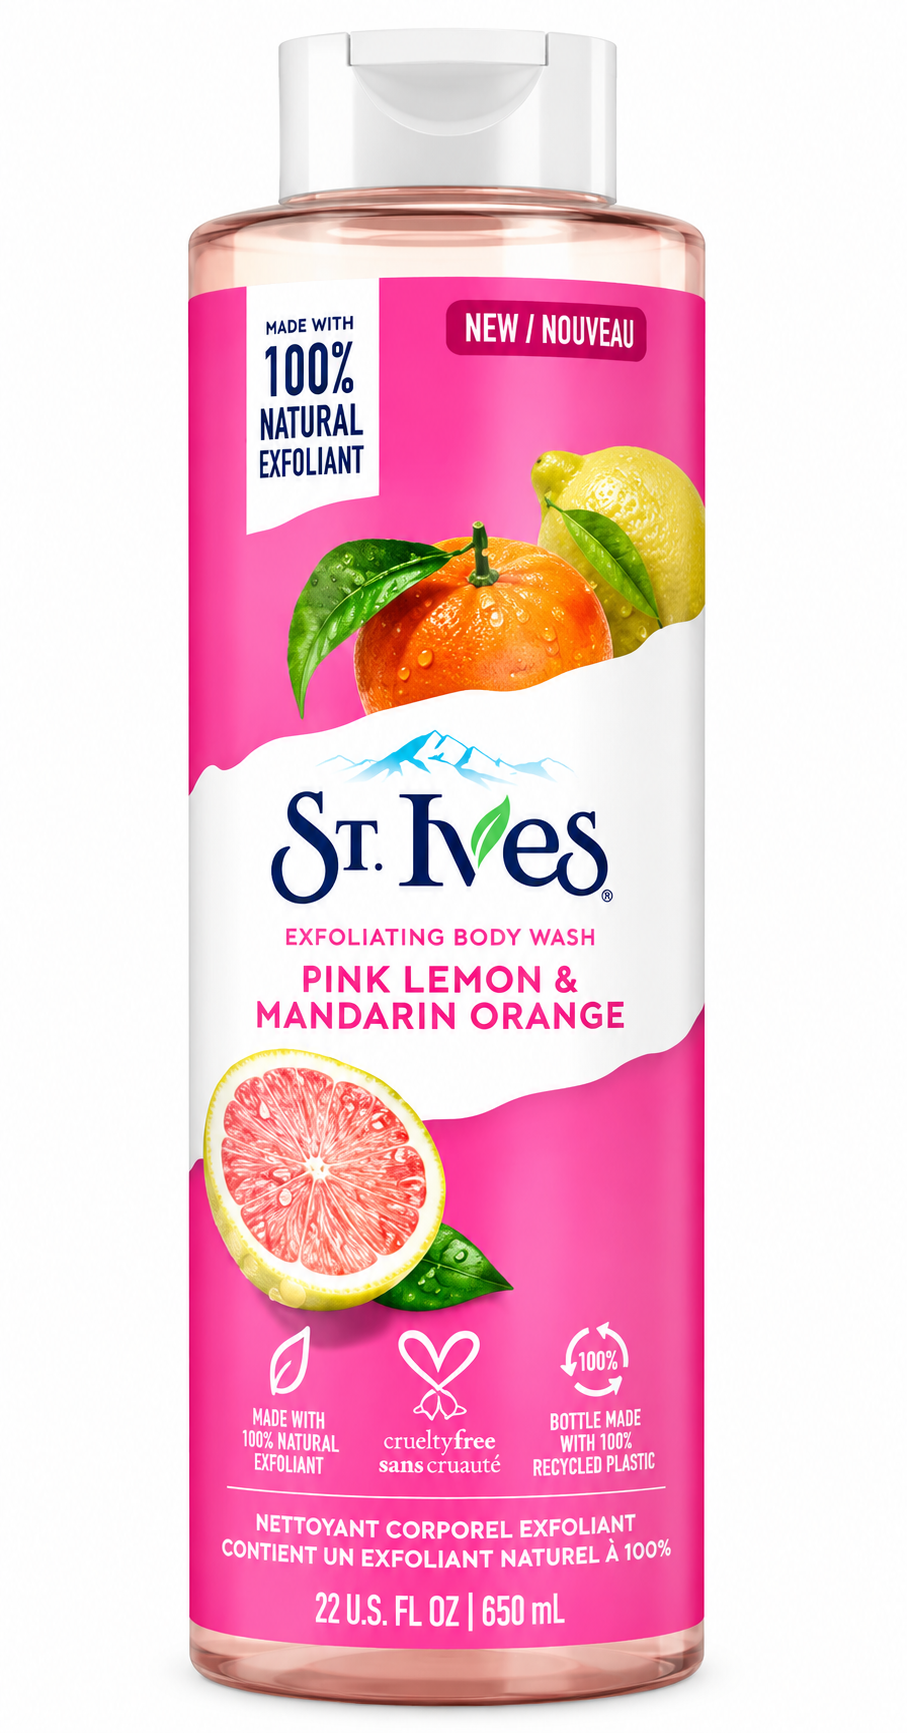 MADE WITH
100%
NATURAL
EXFOLIANT
NEW / NOUVEAU
ST. Ives®
EXFOLIATING BODY WASH
PINK LEMON &
MANDARIN ORANGE
MADE WITH
100% NATURAL
EXFOLIANT
crueltyfree
sans cruauté
100%
BOTTLE MADE
WITH 100%
RECYCLED PLASTIC
NETTOYANT CORPOREL EXFOLIANT
CONTIENT UN EXFOLIANT NATUREL À 100%
22 U.S. FL OZ | 650 mL